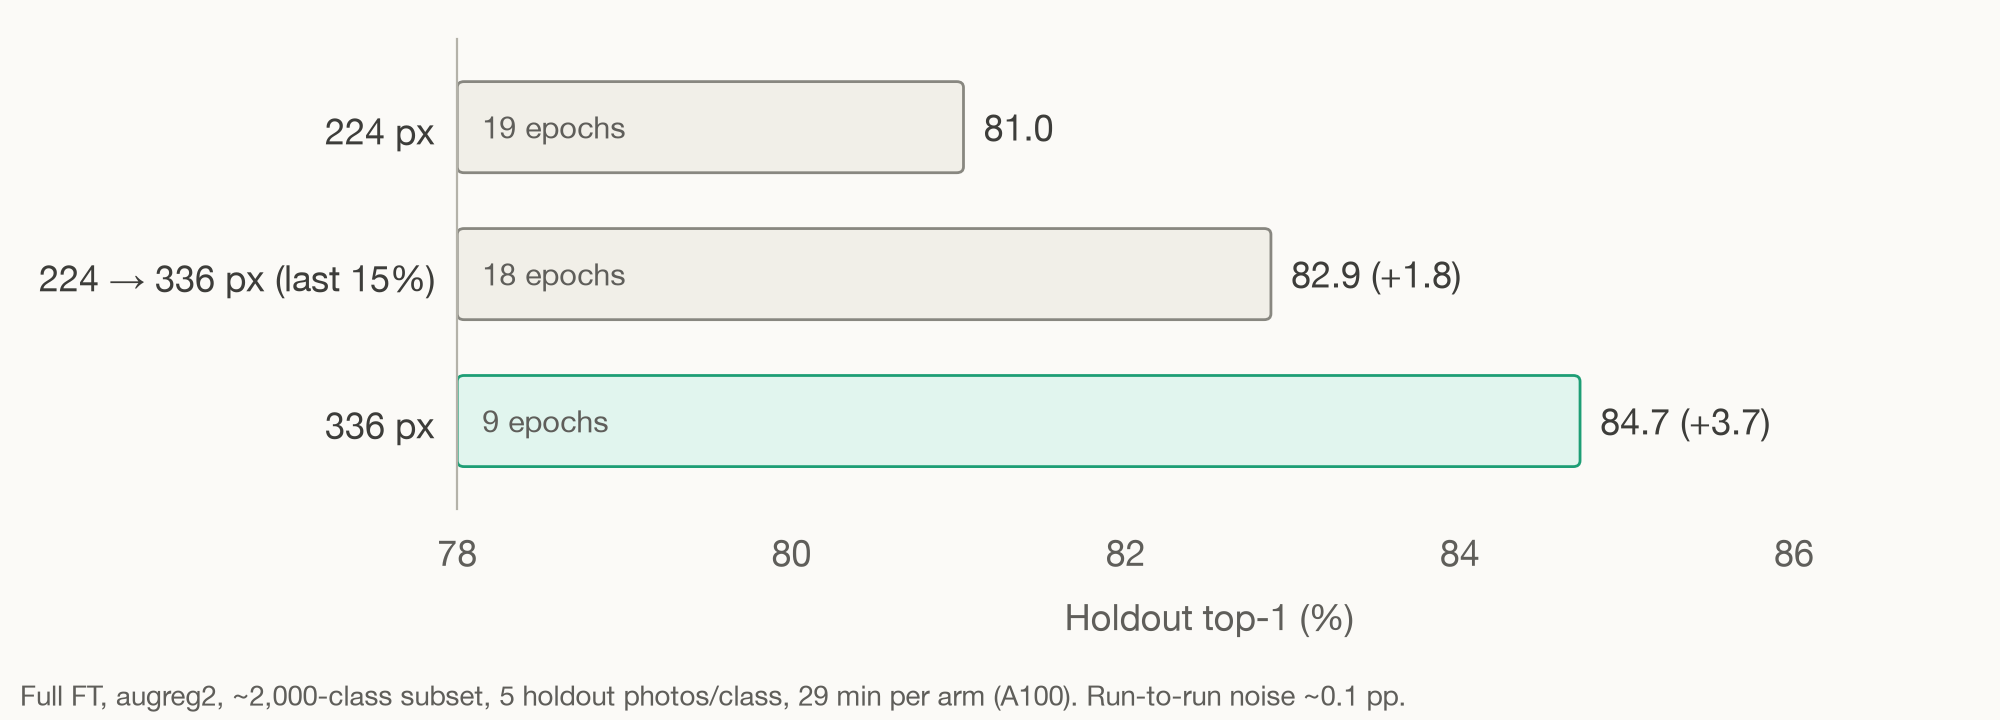 224 px
19 epochs
81.0
224 → 336 px (last 15%)
18 epochs
82.9 (+1.8)
336 px
9 epochs
84.7 (+3.7)
78 80 82 84 86
Holdout top-1 (%)
Full FT, augreg2, ~2,000-class subset, 5 holdout photos/class, 29 min per arm (A100). Run-to-run noise ~0.1 pp.